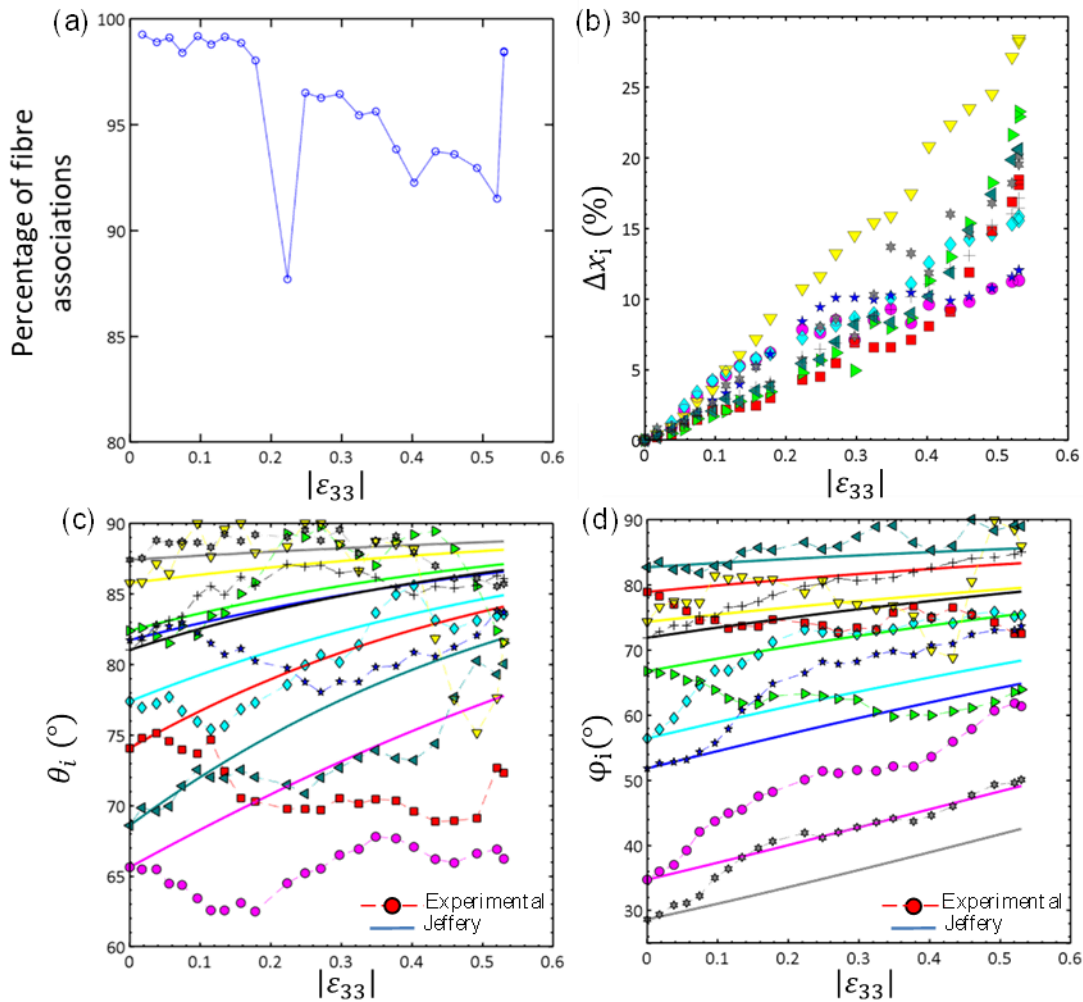 (a)
Percentage of fibre
associations
100
95
90
85
80
0 0.1 0.2 0.3 0.4 0.5 0.6
|ε33|
(b)
Δxi (%)
30
25
20
15
10
5
0
0 0.1 0.2 0.3 0.4 0.5 0.6
|ε33|
(c)
θi (°)
90
85
80
75
70
65
60
0 0.1 0.2 0.3 0.4 0.5 0.6
|ε33|
Experimental
Jeffery
(d)
φi(°)
90
80
70
60
50
40
30
0 0.1 0.2 0.3 0.4 0.5 0.6
|ε33|
Experimental
Jeffery